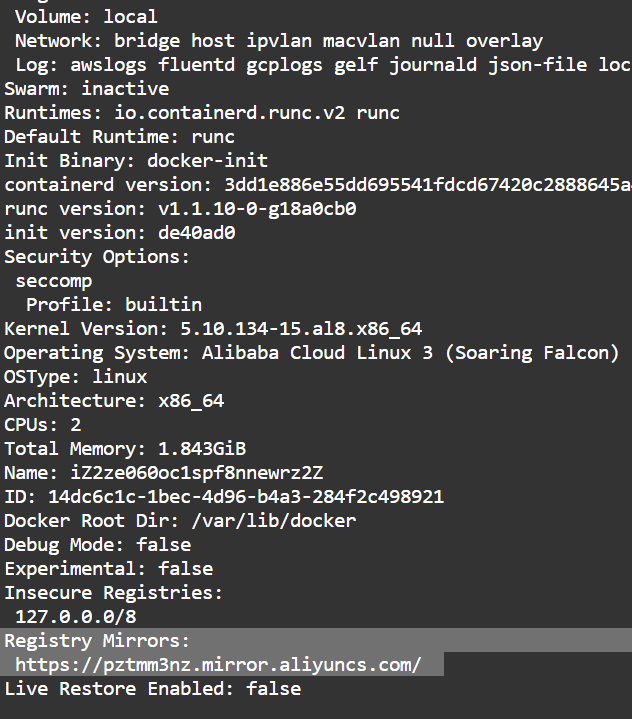 Volume: local
Network: bridge host ipvlan macvlan null overlay
Log: awslogs fluentd gcplogs gelf journald json-file loc
Swarm: inactive
Runtimes: io.containerd.runc.v2 runc
Default Runtime: runc
Init Binary: docker-init
containerd version: 3dd1e886e55dd695541fdcd67420c2888645a
runc version: v1.1.10-0-g18a0cb0
init version: de40ad0
Security Options:
seccomp
Profile: builtin
Kernel Version: 5.10.134-15.al8.x86_64
Operating System: Alibaba Cloud Linux 3 (Soaring Falcon)
OSType: linux
Architecture: x86_64
CPUs: 2
Total Memory: 1.843GiB
Name: iZ2ze060oc1spf8nnewrz2Z
ID: 14dc6c1c-1bec-4d96-b4a3-284f2c498921
Docker Root Dir: /var/lib/docker
Debug Mode: false
Experimental: false
Insecure Registries:
127.0.0.0/8
Registry Mirrors:
https://pztmm3nz.mirror.aliyuncs.com/
Live Restore Enabled: false